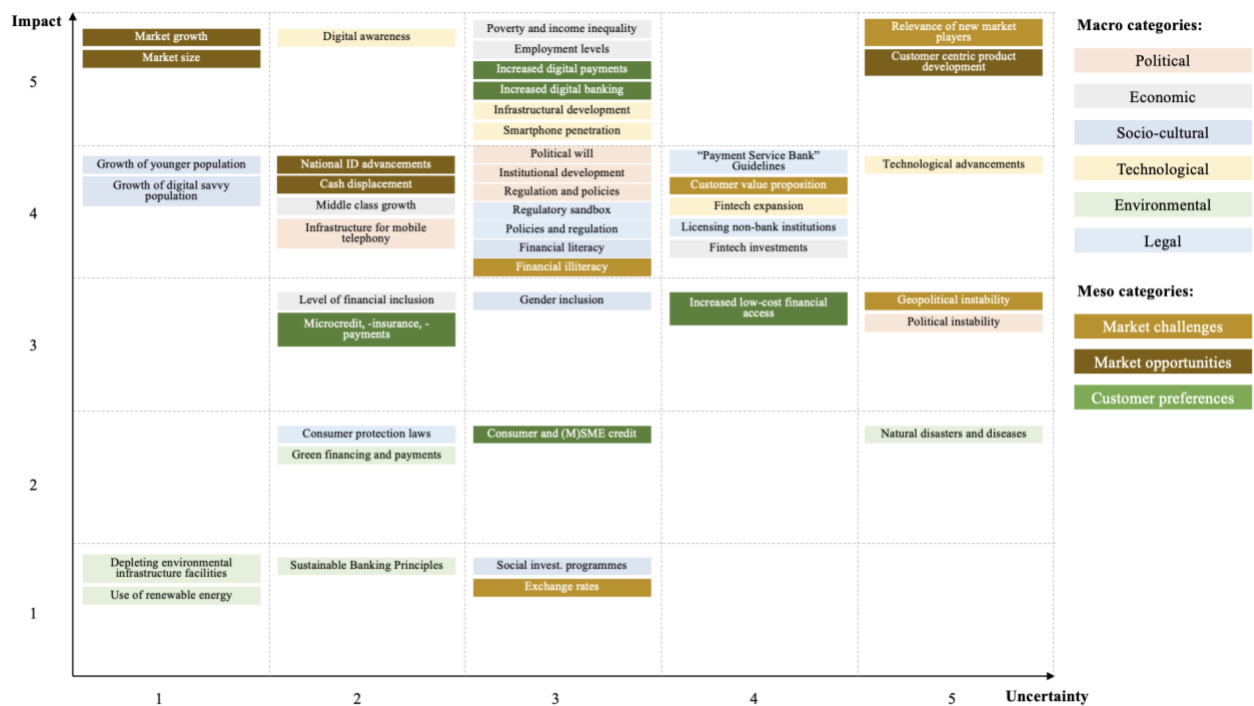 Impact
Market growth
Market size
Digital awareness
Poverty and income inequality
Employment levels
Increased digital payments
Increased digital banking
Infrastructural development
Smartphone penetration
Relevance of new market
players
Customer centric product
development
5
Growth of younger population
Growth of digital savvy
population
National ID advancements
Cash displacement
Middle class growth
Infrastructure for mobile
telephony
Political will
Institutional development
Regulation and policies
Regulatory sandbox
Policies and regulation
Financial literacy
Financial illiteracy
“Payment Service Bank”
Guidelines
Customer value proposition
Fintech expansion
Licensing non-bank institutions
Fintech investments
Technological advancements
4
Level of financial inclusion
Microcredit, -insurance, -
payments
Gender inclusion
Increased low-cost financial
access
Geopolitical instability
Political instability
3
Consumer protection laws
Green financing and payments
Consumer and (M)SME credit
Natural disasters and diseases
2
Depleting environmental
infrastructure facilities
Use of renewable energy
Sustainable Banking Principles
Social invest. programmes
Exchange rates
1
1
2
3
4
5
Uncertainty
Macro categories:
Political
Economic
Socio-cultural
Technological
Environmental
Legal
Meso categories:
Market challenges
Market opportunities
Customer preferences